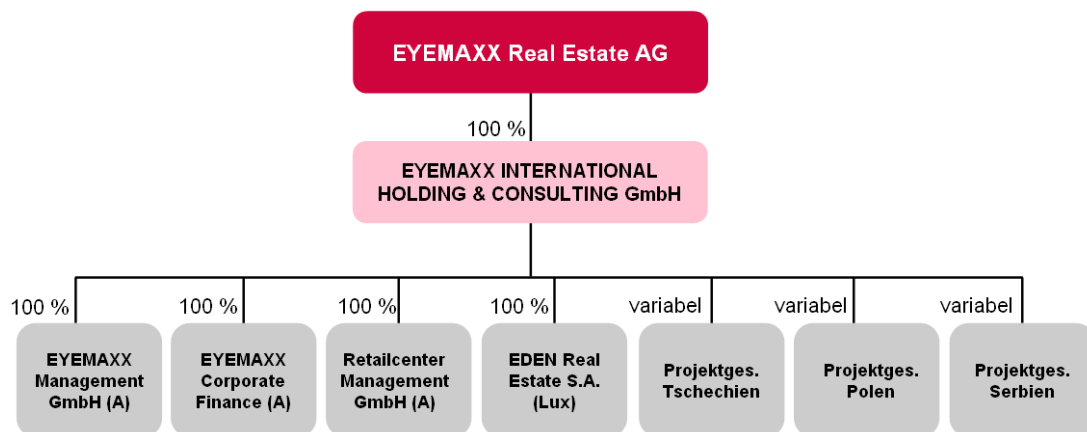 EYEMAXX Real Estate AG
100 %
EYEMAXX INTERNATIONAL
HOLDING & CONSULTING GmbH
100 %
100 %
100 %
100 %
variabel
variabel
variabel
EYEMAXX
Management
GmbH (A)
EYEMAXX
Corporate
Finance (A)
Retailcenter
Management
GmbH (A)
EDEN Real
Estate S.A.
(Lux)
Projektges.
Tschechien
Projektges.
Polen
Projektges.
Serbien